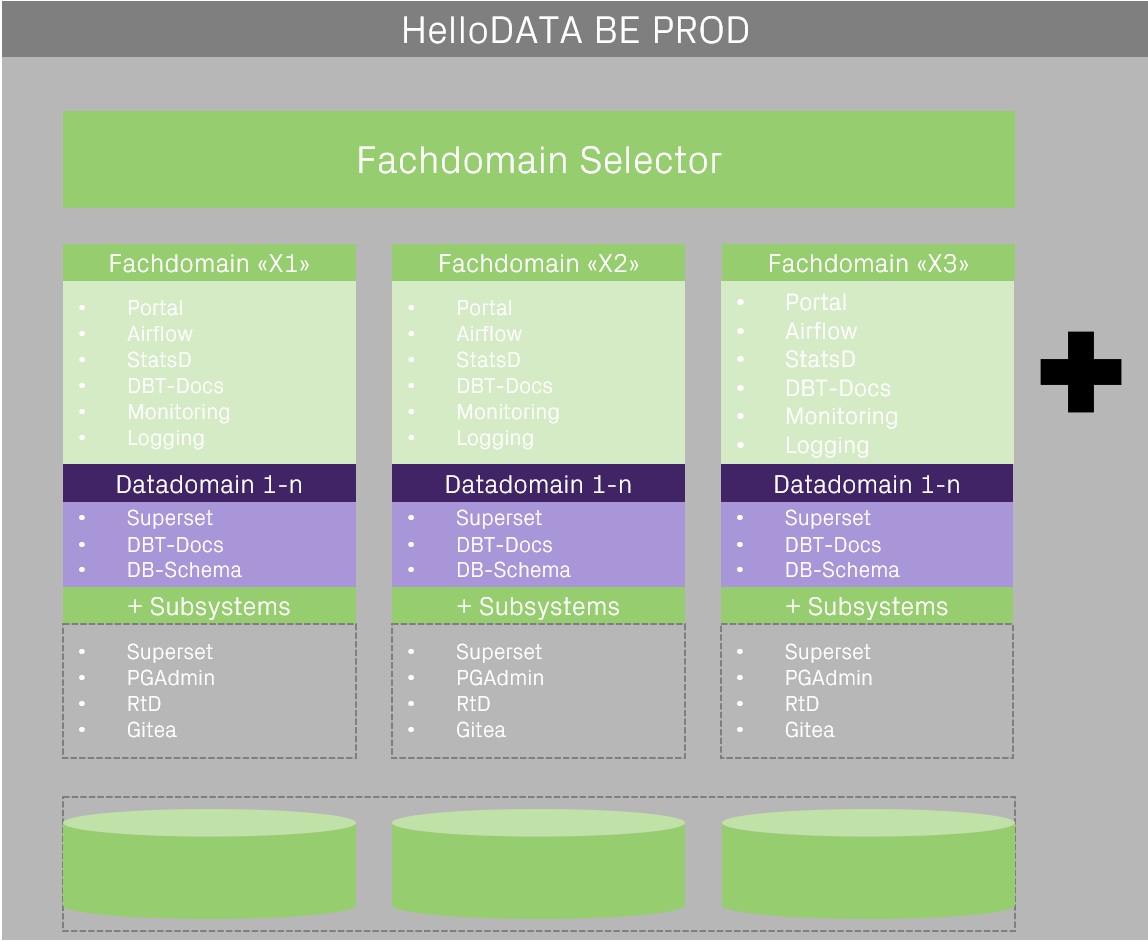 HelloDATA BE PROD
Fachdomain Selector
Fachdomain «X1»
• Portal
• Airflow
• StatsD
• DBT-Docs
• Monitoring
• Logging
Datadomain 1-n
• Superset
• DBT-Docs
• DB-Schema
+ Subsystems
• Superset
• PGAdmin
• RtD
• Gitea
Fachdomain «X2»
• Portal
• Airflow
• StatsD
• DBT-Docs
• Monitoring
• Logging
Datadomain 1-n
• Superset
• DBT-Docs
• DB-Schema
+ Subsystems
• Superset
• PGAdmin
• RtD
• Gitea
Fachdomain «X3»
• Portal
• Airflow
• StatsD
• DBT-Docs
• Monitoring
• Logging
Datadomain 1-n
• Superset
• DBT-Docs
• DB-Schema
+ Subsystems
• Superset
• PGAdmin
• RtD
• Gitea